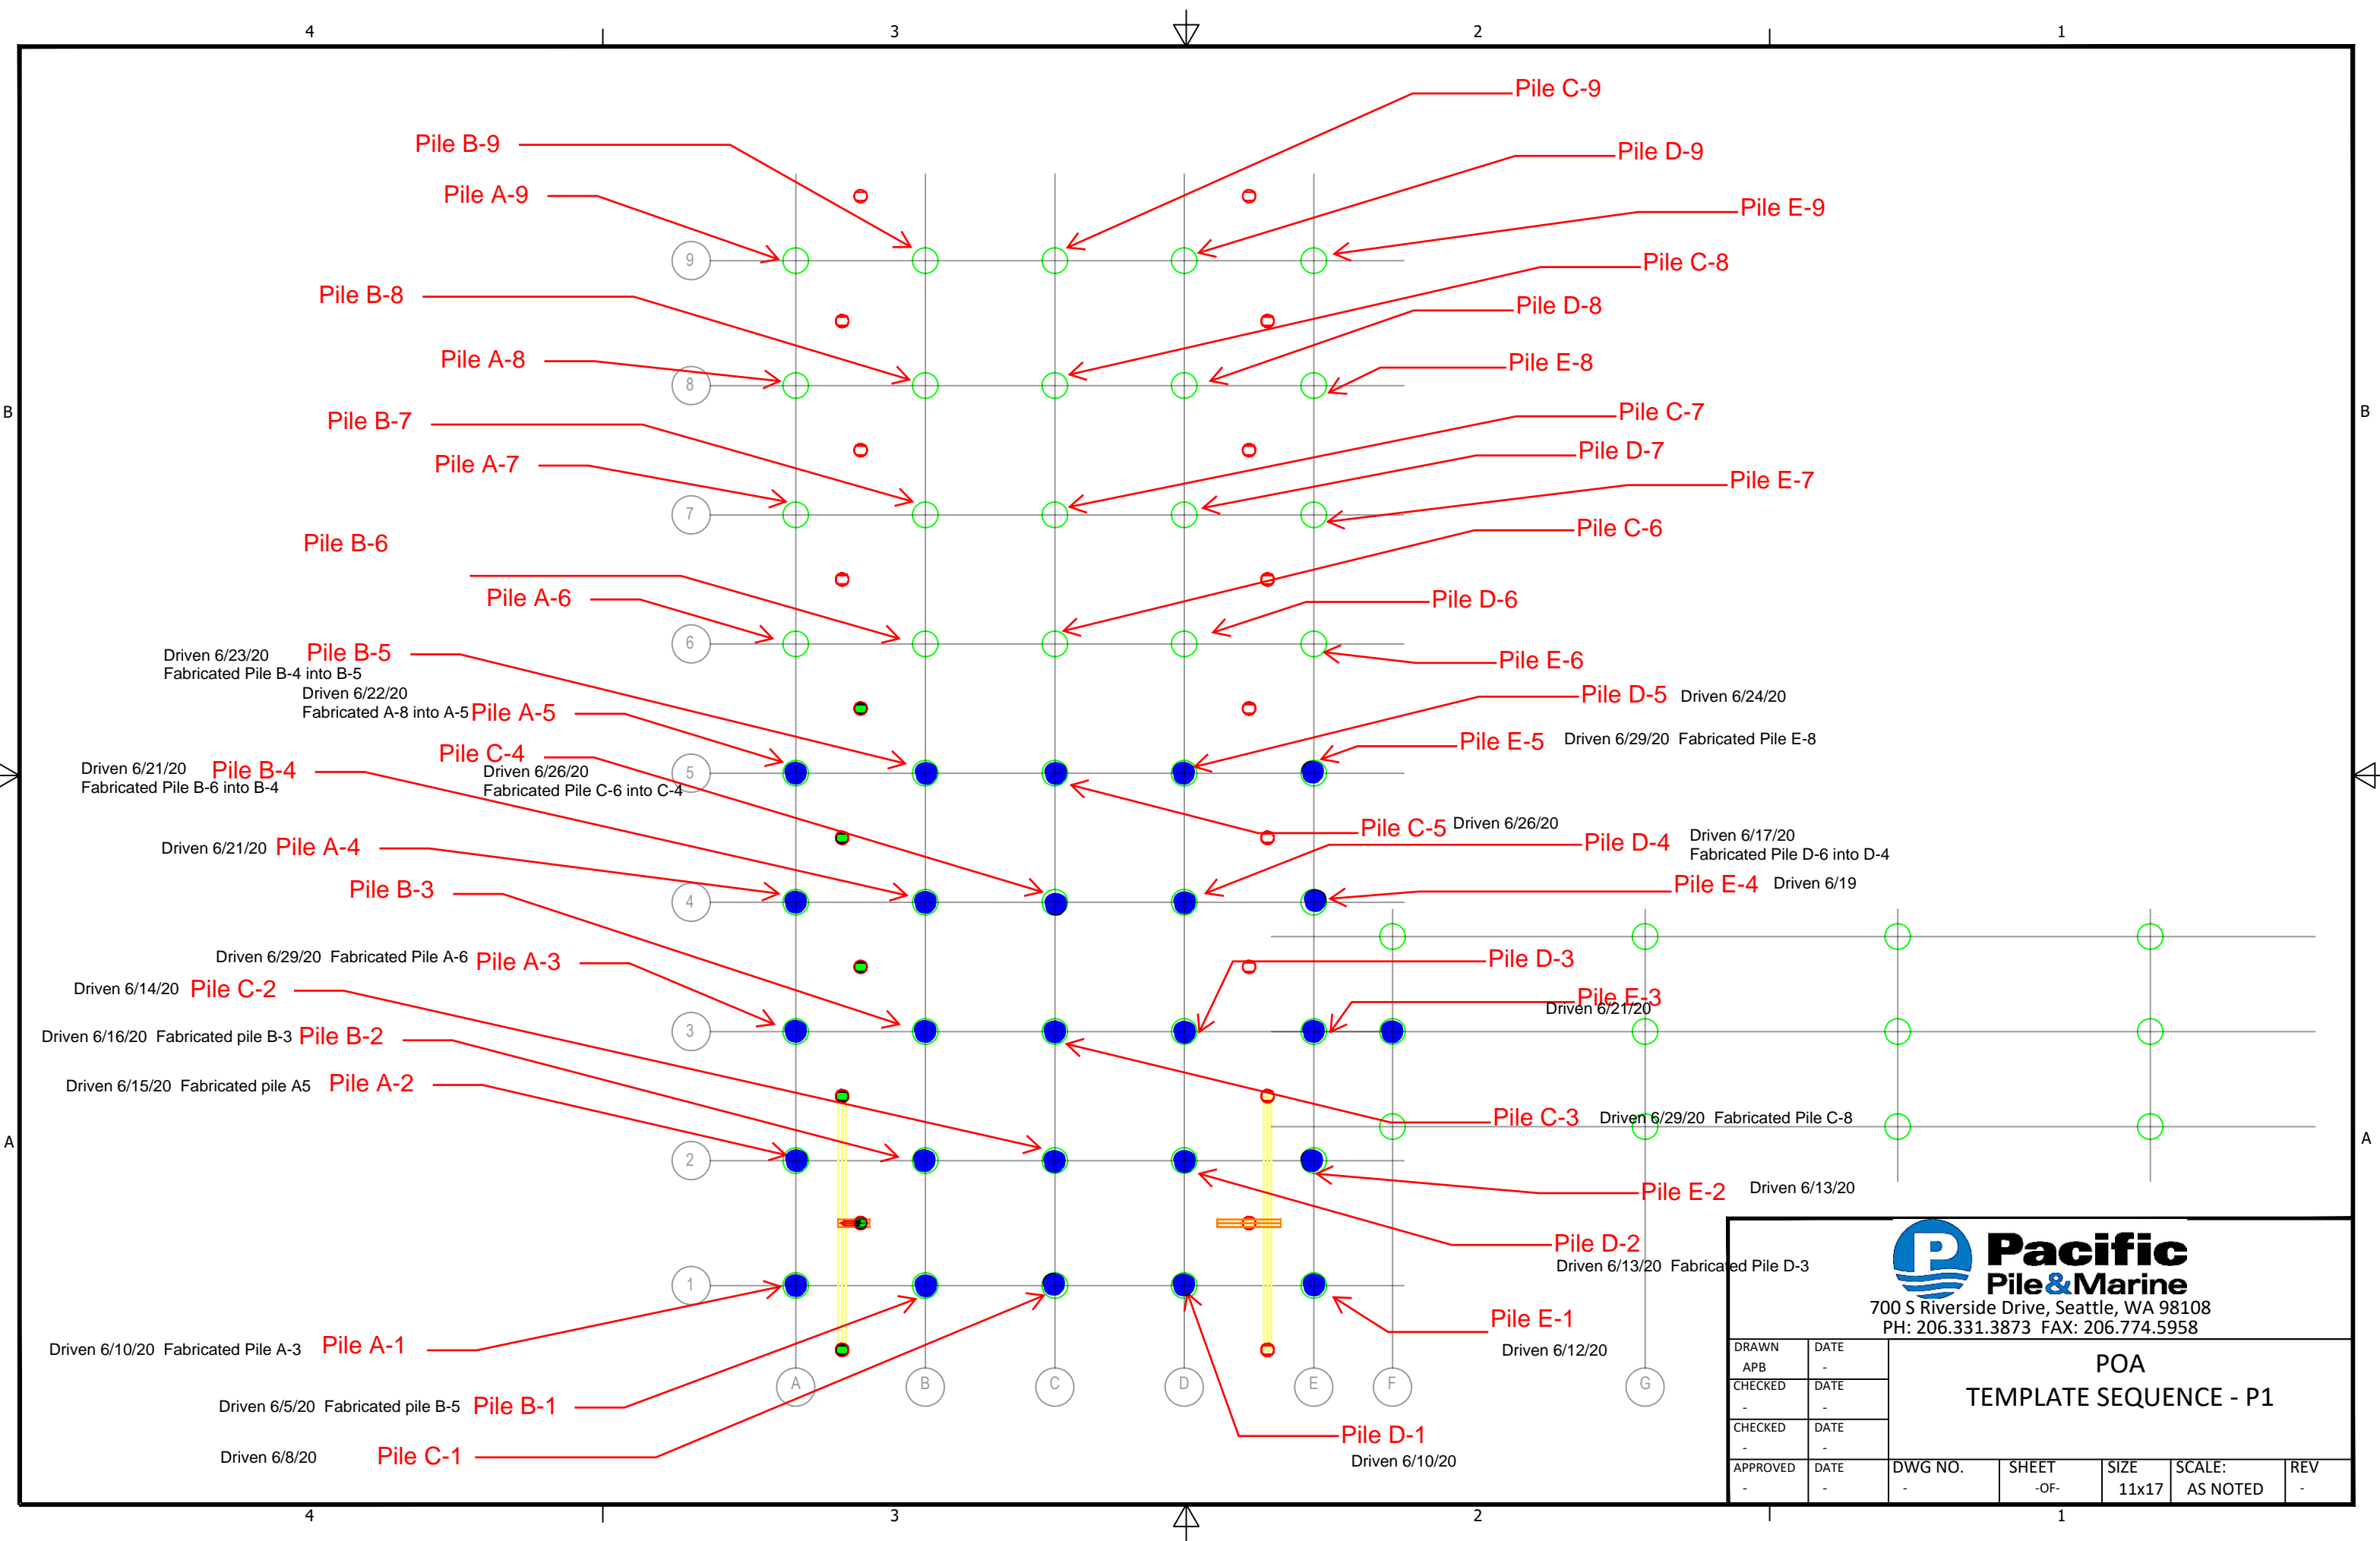 4
3
2
1
Pile C-9
Pile B-9
Pile D-9
Pile A-9
Pile E-9
9
Pile C-8
Pile B-8
Pile D-8
Pile A-8
Pile E-8
8
B
B
Pile C-7
Pile B-7
Pile D-7
Pile A-7
Pile E-7
7
Pile C-6
Pile B-6
Pile A-6
Pile D-6
6
Driven 6/23/20
Fabricated Pile B-4 into B-5
Pile B-5
Pile E-6
Driven 6/22/20
Fabricated A-8 into A-5
Pile A-5
Pile D-5
Driven 6/24/20
Pile E-5
Driven 6/29/20 Fabricated Pile E-8
Pile C-4
Driven 6/26/20
Fabricated Pile C-6 into C-4
5
Driven 6/21/20
Fabricated Pile B-6 into B-4
Pile B-4
Pile C-5
Driven 6/26/20
Pile D-4
Driven 6/17/20
Fabricated Pile D-6 into D-4
Driven 6/21/20
Pile A-4
Pile B-3
Pile E-4
Driven 6/19
4
Driven 6/29/20 Fabricated Pile A-6
Pile A-3
Pile D-3
Driven 6/14/20
Pile C-2
Pile E-3
Driven 6/21/20
3
Driven 6/16/20 Fabricated pile B-3
Pile B-2
Driven 6/15/20 Fabricated pile A5
Pile A-2
Pile C-3
Driven 6/29/20 Fabricated Pile C-8
A
A
2
Pile E-2
Driven 6/13/20
Pile D-2
Driven 6/13/20 Fabricated Pile D-3
1
Pile E-1
Driven 6/12/20
Driven 6/10/20 Fabricated Pile A-3
Pile A-1
A
B
C
D
E
F
G
Driven 6/5/20 Fabricated pile B-5
Pile B-1
Driven 6/8/20
Pile C-1
Pile D-1
Driven 6/10/20
P
Pacific
Pile&Marine
700 S Riverside Drive, Seattle, WA 98108
PH: 206.331.3873 FAX: 206.774.5958
DRAWN
APB
DATE
-
CHECKED
-
DATE
-
CHECKED
-
DATE
-
APPROVED
-
DATE
-
POA
TEMPLATE SEQUENCE - P1
DWG NO.
-
SHEET
-OF-
SIZE
11x17
SCALE:
AS NOTED
REV
-
4
3
2
1